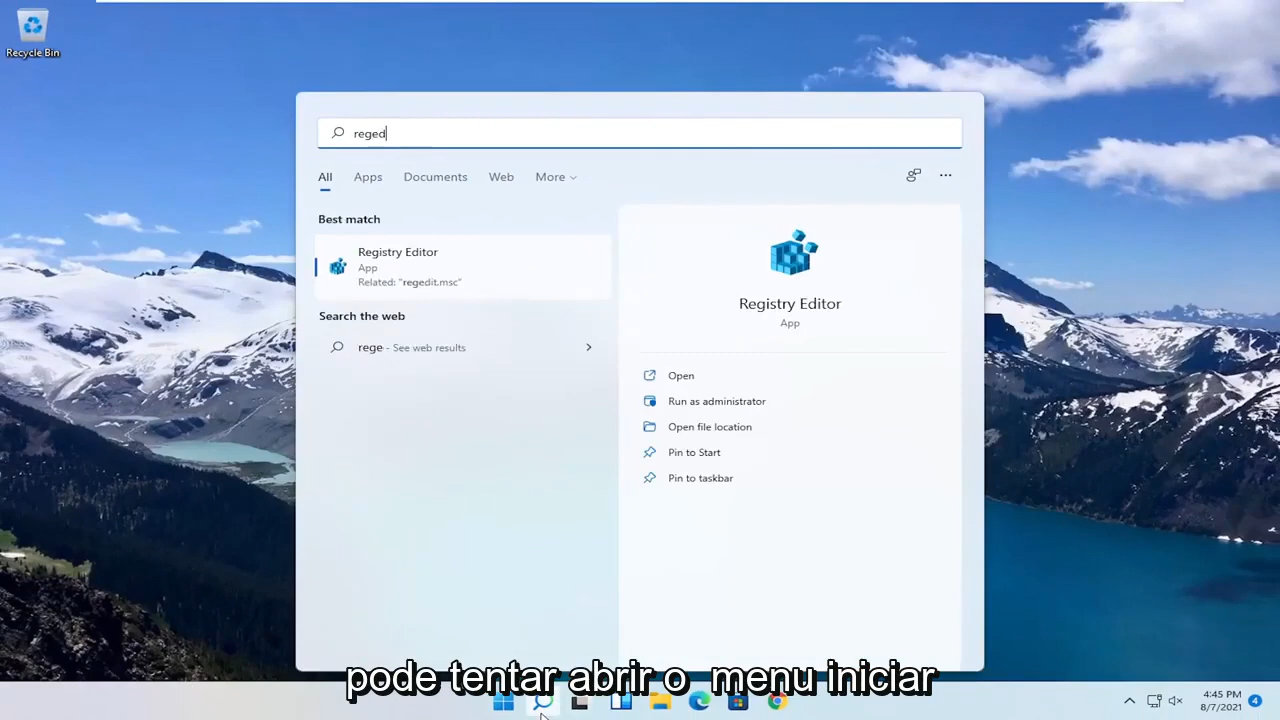 Recycle Bin
reged
All Apps Documents Web More
Best match
Registry Editor
App
Related: "regedit.msc"
Search the web
rege - See web results
Registry Editor
App
Open
Run as administrator
Open file location
Pin to Start
Pin to taskbar
pode tentar abrir o menu iniciar
4:45 PM
8/7/2021
4